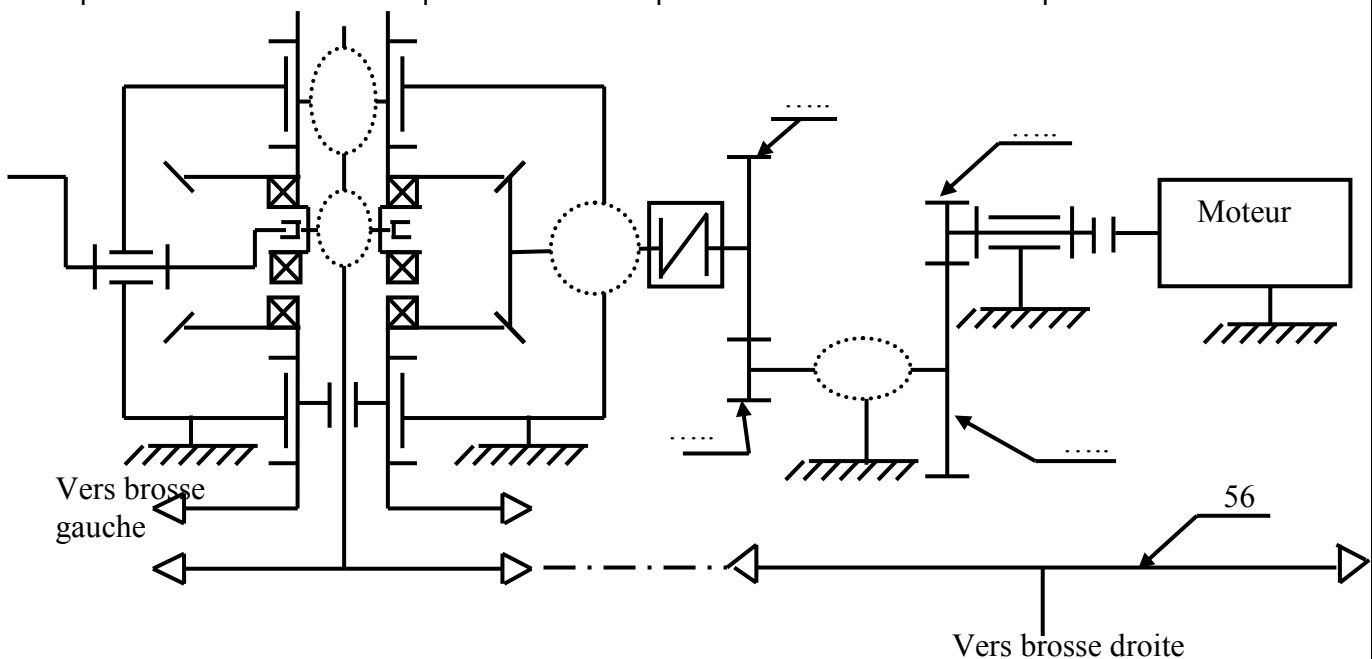 .....
.....
Moteur
.....
.....
Vers brosse
gauche
56
Vers brosse droite